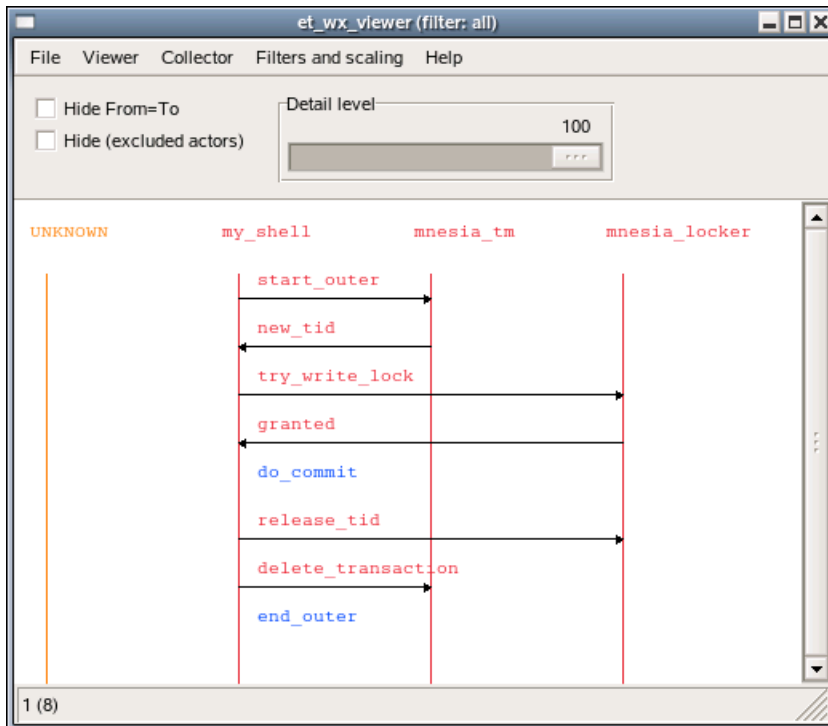 et_wx_viewer (filter: all)
File Viewer Collector Filters and scaling Help
Hide From=To
Hide (excluded actors)
Detail level
100
UNKNOWN my_shell mnesia_tm mnesia_locker
start_outer
new_tid
try_write_lock
granted
do_commit
release_tid
delete_transaction
end_outer
1 (8)